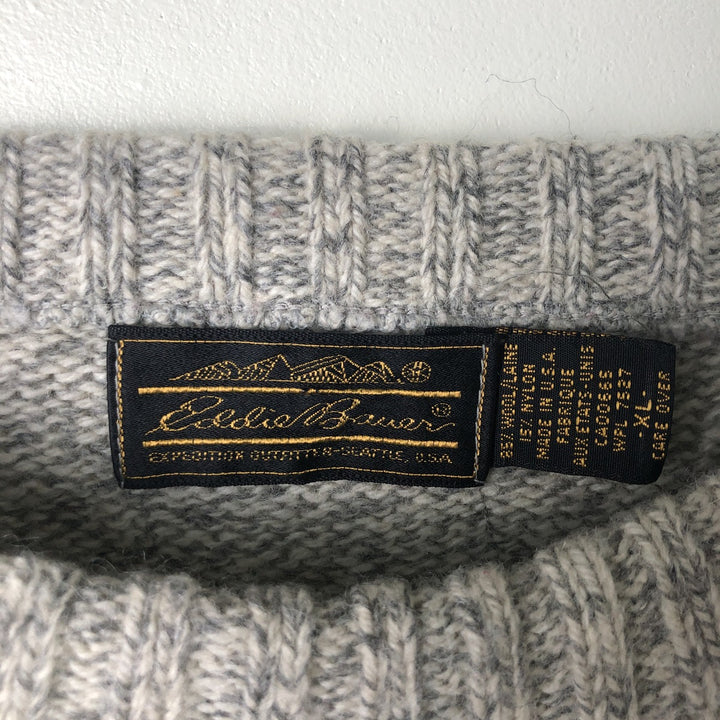 Eddie Bauer®
EXPEDITION OUTFITTER-SEATTLE, U.S.A.
85% WOOL/LAINE
15% NYLON
MADE IN U.S.A.
FABRIQUE
AUX ETATS-UNIS
CA00665
WPL 7527
-XL-
CARE OVER